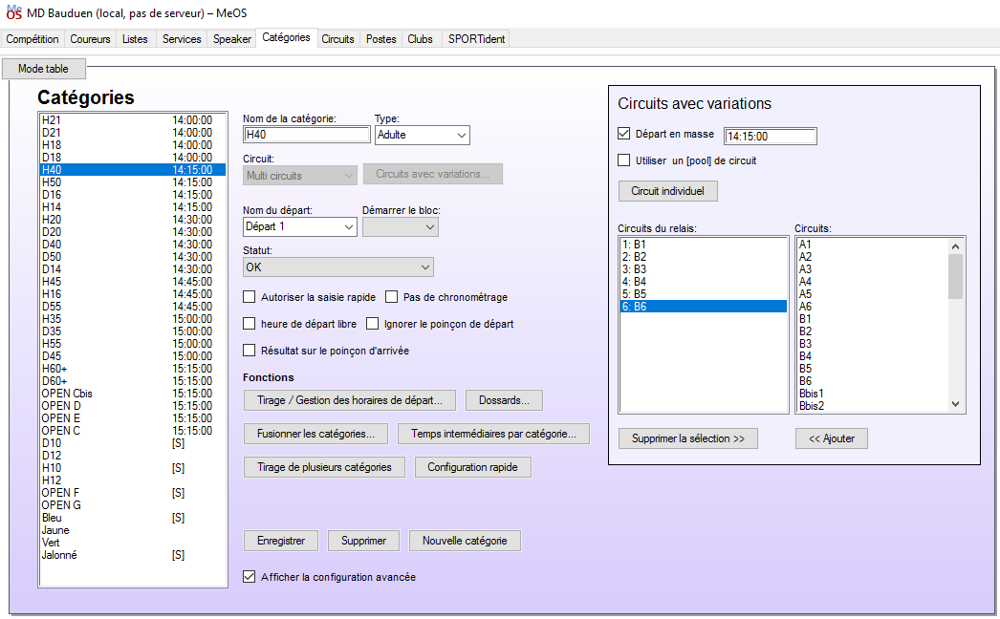 MeOS MD Bauduen (local, pas de serveur) – MeOS
Compétition Coureurs Listes Services Speaker Catégories Circuits Postes Clubs SPORTident
Mode table
Catégories
H21 14:00:00
D21 14:00:00
H18 14:00:00
D18 14:00:00
H40 14:15:00
H50 14:15:00
D16 14:15:00
H14 14:15:00
H20 14:30:00
D20 14:30:00
D40 14:30:00
D50 14:30:00
D14 14:30:00
H45 14:45:00
H16 14:45:00
D55 14:45:00
H35 15:00:00
D35 15:00:00
H55 15:00:00
D45 15:00:00
H60+ 15:15:00
D60+ 15:15:00
OPEN Cbis 15:15:00
OPEN D 15:15:00
OPEN E 15:15:00
OPEN C 15:15:00
D10 [S]
D12
H10 [S]
H12
OPEN F [S]
OPEN G
Bleu [S]
Jaune
Vert
Jalonné [S]
Nom de la catégorie: Type:
H40 Adulte
Circuit:
Multi circuits Circuits avec variations...
Nom du départ: Démarrer le bloc:
Départ 1
Statut:
OK
Autoriser la saisie rapide Pas de chronométrage
heure de départ libre Ignorer le poinçon de départ
Résultat sur le poinçon d'arrivée
Fonctions
Tirage / Gestion des horaires de départ... Dossards...
Fusionner les catégories... Temps intermédiaires par catégorie...
Tirage de plusieurs catégories Configuration rapide
Enregistrer Supprimer Nouvelle catégorie
Afficher la configuration avancée
Circuits avec variations
Départ en masse 14:15:00
Utiliser un [pool] de circuit
Circuit individuel
Circuits du relais:
1: B1
2: B2
3: B3
4: B4
5: B5
6: B6
Circuits:
A1
A2
A3
A4
A5
A6
B1
B2
B3
B4
B5
B6
Bbis1
Bbis2
Supprimer la sélection >> << Ajouter